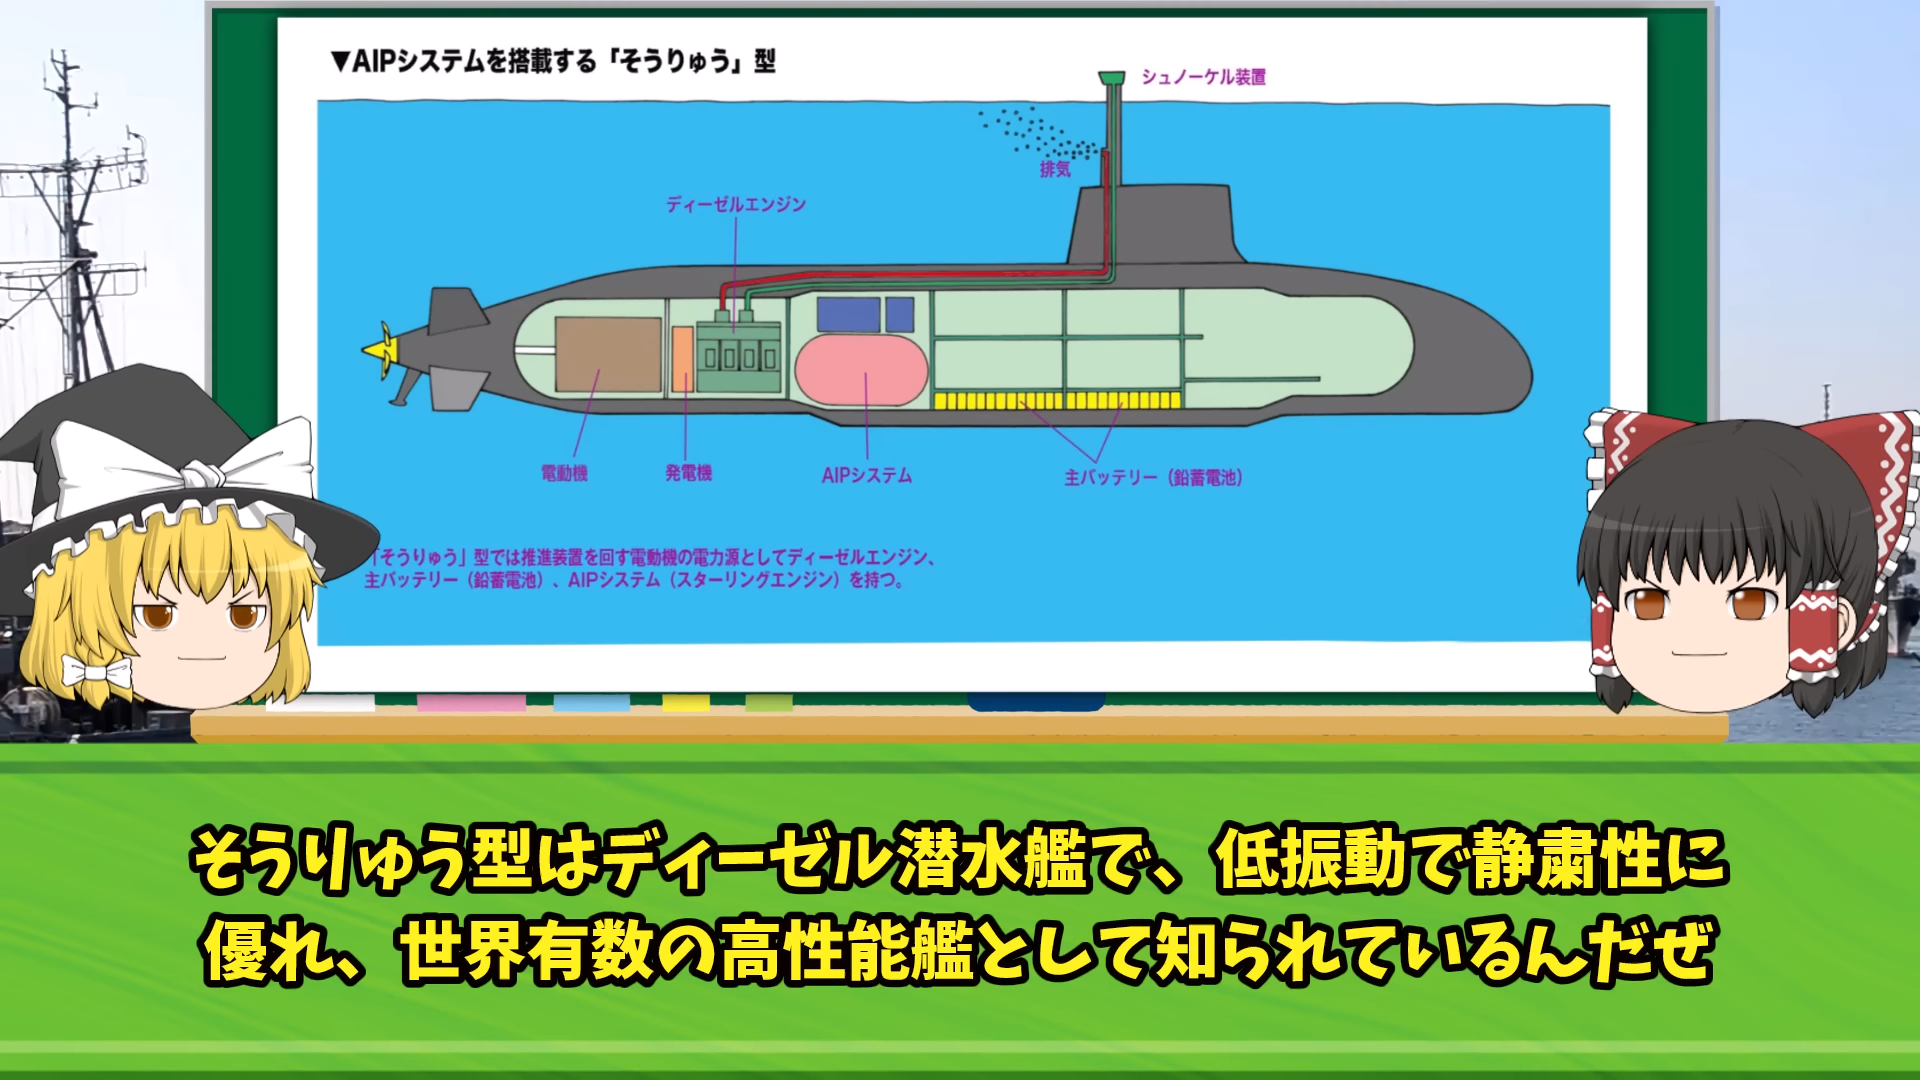 ▼AIPシステムを搭載する「そうりゅう」型
シュノーケル装置
排気
ディーゼルエンジン
電動機
発電機
AIPシステム
主バッテリー（鉛蓄電池）
「そうりゅう」型では推進装置を回す電動機の電力源としてディーゼルエンジン、
主バッテリー（鉛蓄電池）、AIPシステム（スターリングエンジン）を持つ。
そうりゅう型はディーゼル潜水艦で、低振動で静粛性に
優れ、世界有数の高性能艦として知られているんだぜ